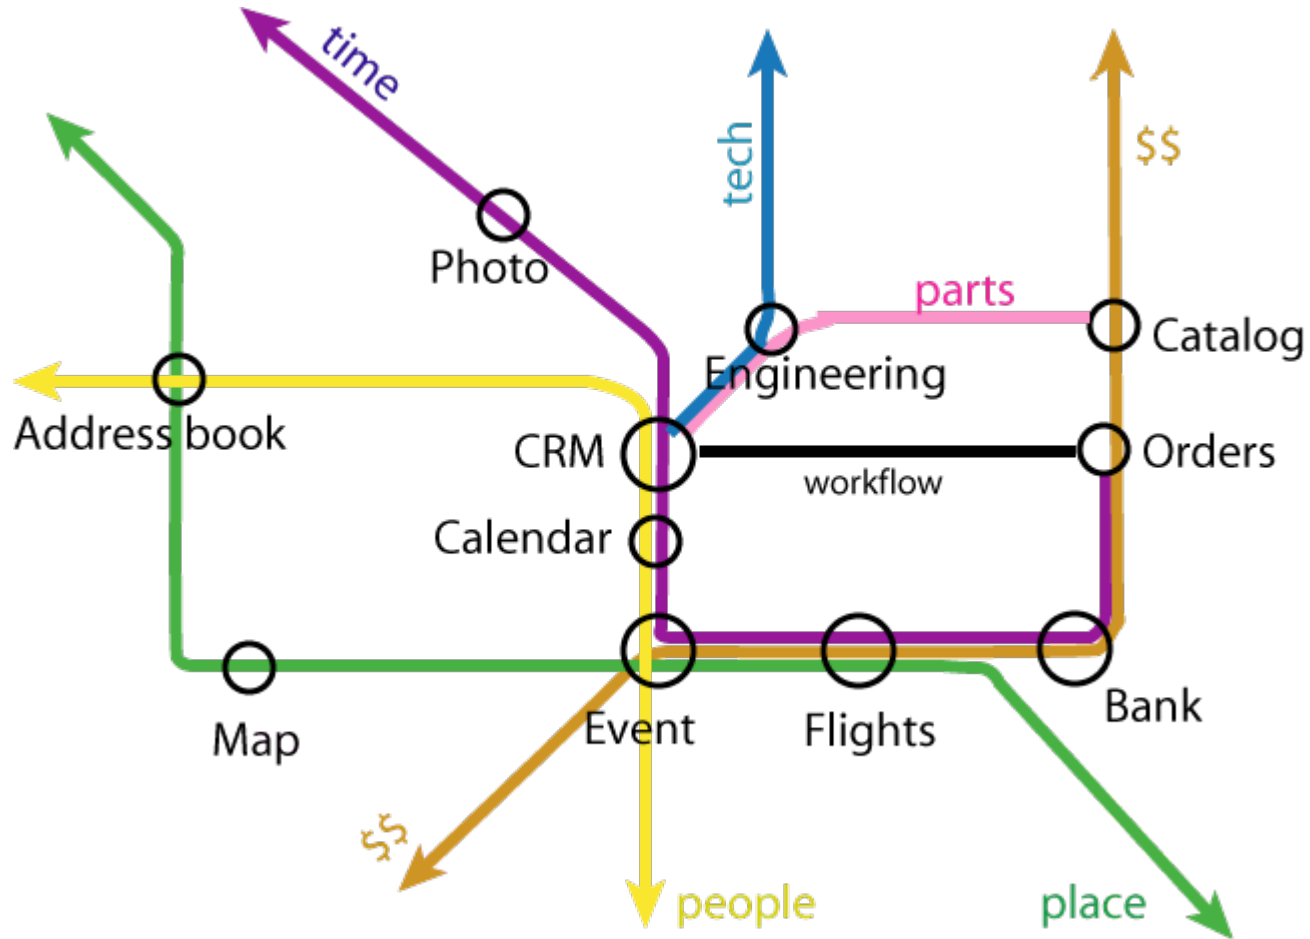 time
tech
$$
Photo
parts
Catalog
Engineering
Address book
CRM
Orders
workflow
Calendar
Map
Event
Flights
Bank
$$
people
place